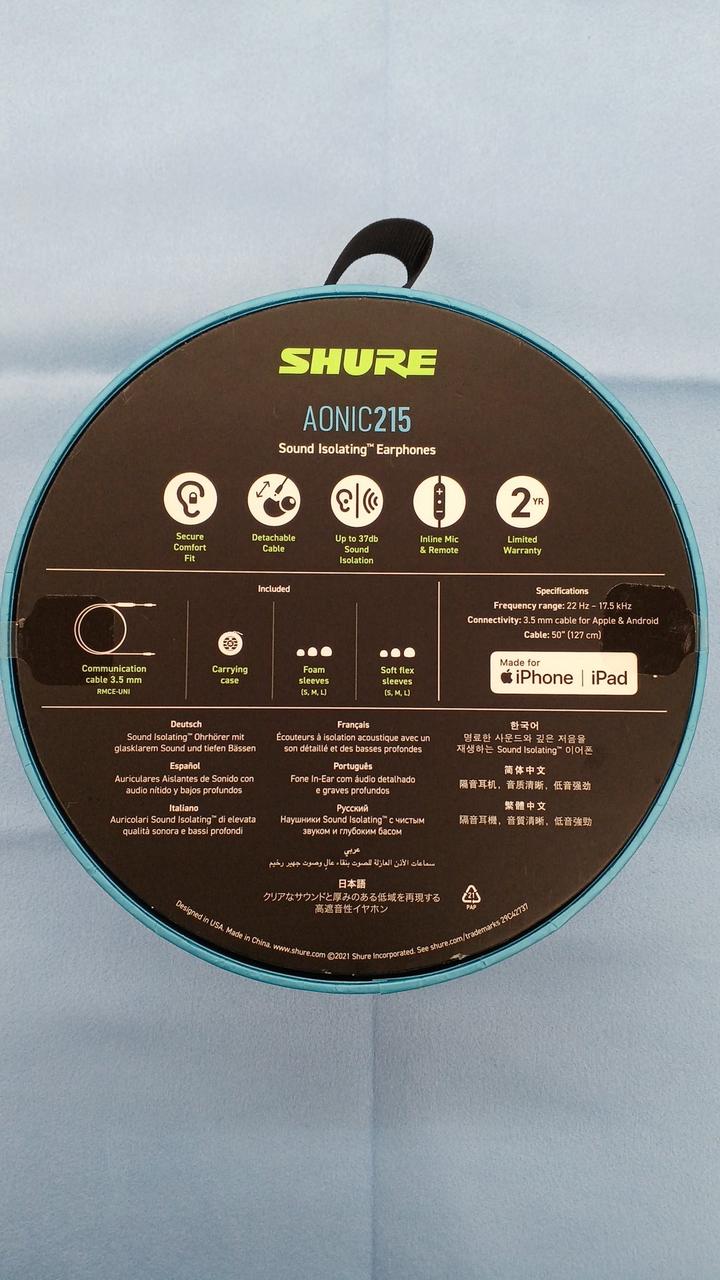 SHURE
AONIC215
Sound Isolating™ Earphones
2YR
Secure
Comfort
Fit
Detachable
Cable
Up to 37db
Sound
Isolation
Inline Mic
& Remote
Limited
Warranty
Included
Communication
cable 3.5 mm
RMCE-UNI
Carrying
case
Foam
sleeves
(S, M, L)
Soft flex
sleeves
(S, M, L)
Specifications
Frequency range: 22 Hz – 17.5 kHz
Connectivity: 3.5 mm cable for Apple & Android
Cable: 50" (127 cm)
Made for
iPhone | iPad
Deutsch
Sound Isolating™ Ohrhörer mit
glasklarem Sound und tiefen Bässen
Français
Écouteurs à isolation acoustique avec un
son détaillé et des basses profondes
한국어
명료한 사운드와 깊은 저음을
재생하는 Sound Isolating™ 이어폰
Español
Auriculares Aislantes de Sonido con
audio nítido y bajos profundos
Português
Fone In-Ear com áudio detalhado
e graves profundos
简体中文
隔音耳机，音质清晰，低音强劲
Italiano
Auricolari Sound Isolating™ di elevata
qualità sonora e bassi profondi
Русский
Наушники Sound Isolating™ с чистым
звуком и глубоким басом
繁體中文
隔音耳機，音質清晰，低音強勁
عربي
سماعات الأذن العازلة للصوت بنقاء عالٍ وصوت جهير رخيم
日本語
クリアなサウンドと厚みのある低域を再現する
高遮音性イヤホン
21
PAP
Designed in USA. Made in China. www.shure.com ©2021 Shure Incorporated. See shure.com/trademarks 29C42737